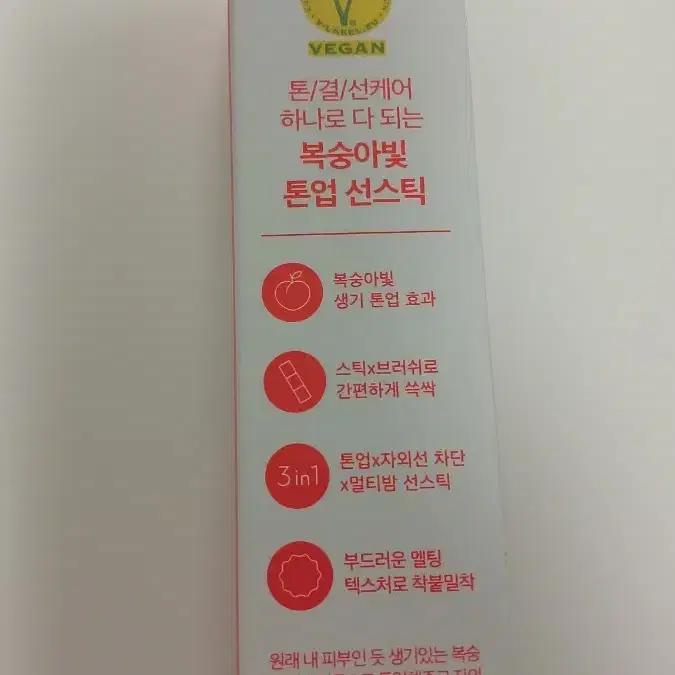 V-LABEL.EU
VEGAN
톤/결/선케어
하나로 다 되는
복숭아빛
톤업 선스틱
복숭아빛
생기 톤업 효과
스틱x브러쉬로
간편하게 쓱싹
3in1
톤업x자외선 차단
x멀티밤 선스틱
부드러운 멜팅
텍스처로 착붙밀착
원래 내 피부인 듯 생기있는 복숭